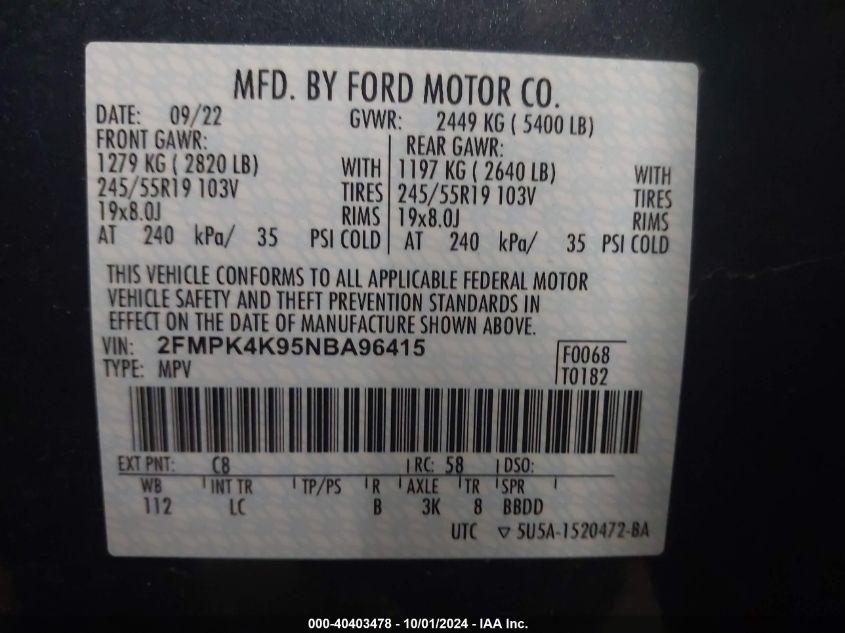 MFD. BY FORD MOTOR CO.
DATE: 09/22 GVWR: 2449 KG ( 5400 LB)
FRONT GAWR: REAR GAWR:
1279 KG ( 2820 LB) WITH 1197 KG ( 2640 LB) WITH
245/55R19 103V TIRES 245/55R19 103V TIRES
19x8.0J RIMS 19x8.0J RIMS
AT 240 kPa/ 35 PSI COLD AT 240 kPa/ 35 PSI COLD
THIS VEHICLE CONFORMS TO ALL APPLICABLE FEDERAL MOTOR
VEHICLE SAFETY AND THEFT PREVENTION STANDARDS IN
EFFECT ON THE DATE OF MANUFACTURE SHOWN ABOVE.
VIN: 2FMPK4K95NBA96415 F0068
TYPE: MPV T0182
EXT PNT: C8 RC: 58 DSO:
WB INT TR TP/PS R AXLE TR SPR
112 LC B 3K 8 BBDD
UTC ▽ 5U5A-1520472-BA
000-40403478 - 10/01/2024 - IAA Inc.